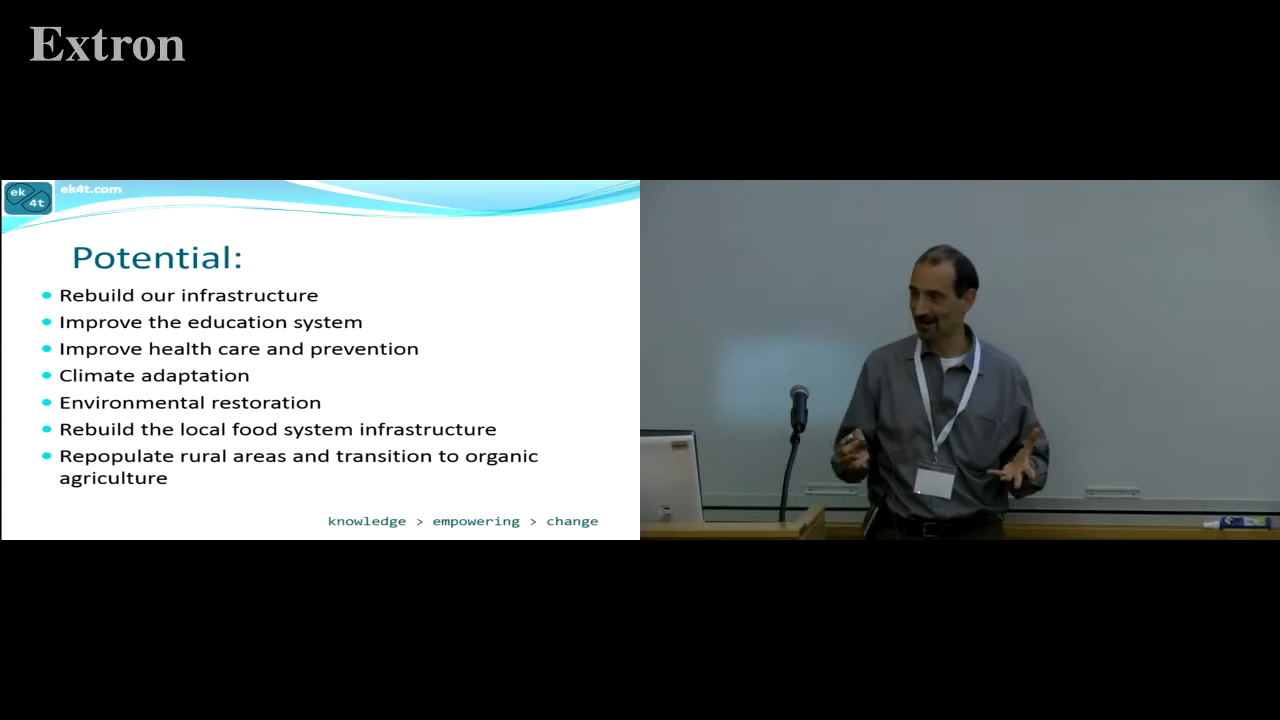 Extron
ek
4t
ek4t.com
Potential:
Rebuild our infrastructure
Improve the education system
Improve health care and prevention
Climate adaptation
Environmental restoration
Rebuild the local food system infrastructure
Repopulate rural areas and transition to organic
agriculture
knowledge > empowering > change